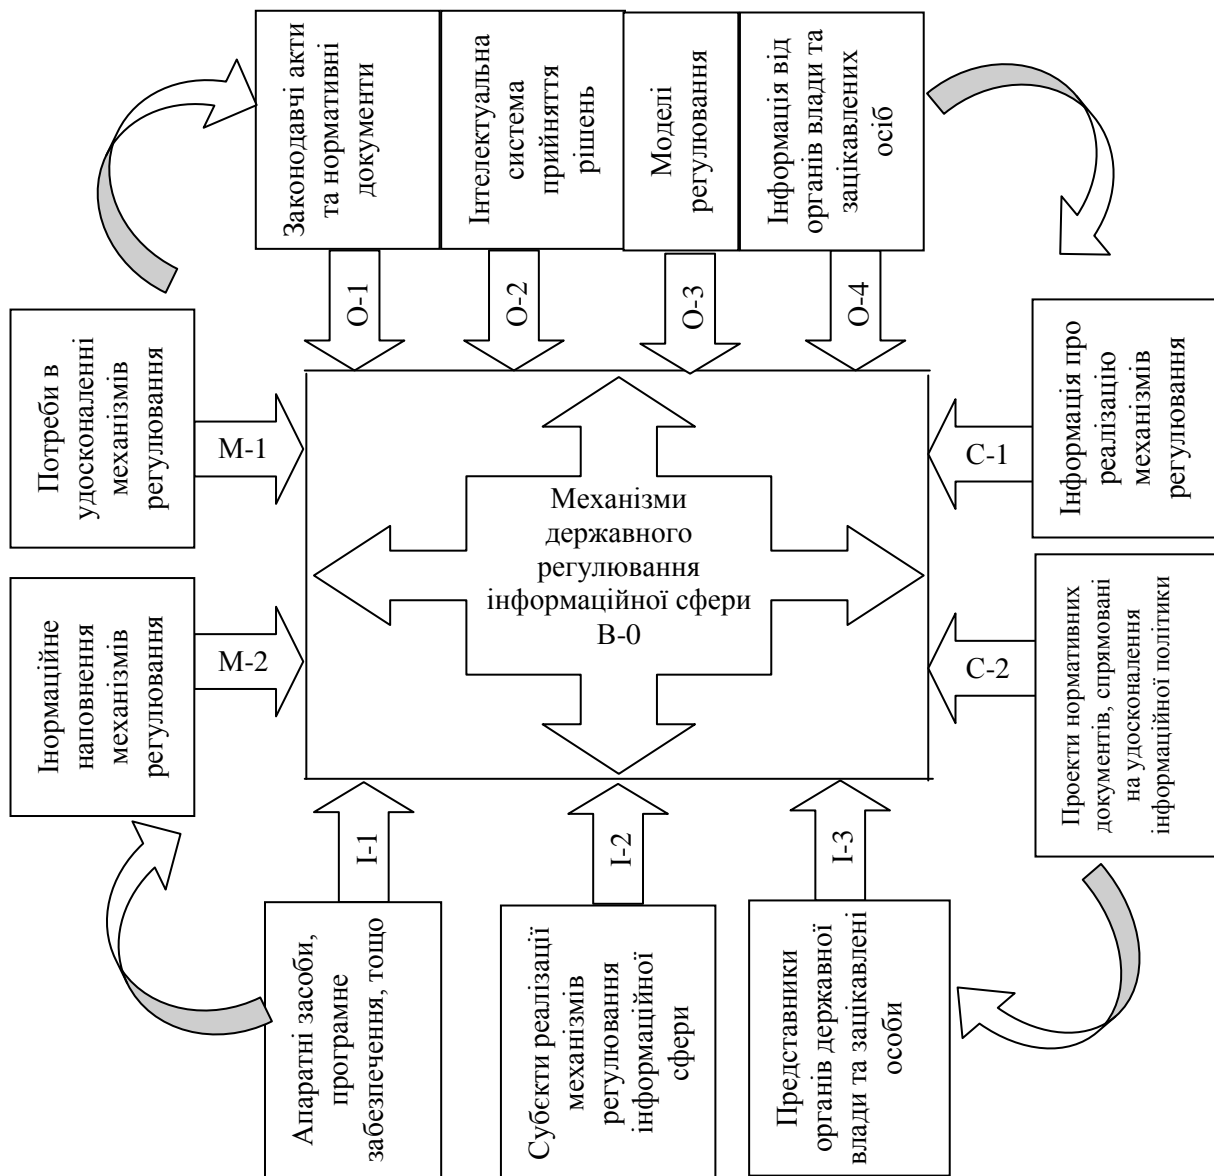 Законодавчі акти
та нормативні
документи
Інтелектуальна
система
прийняття
рішень
Моделі
регулювання
Інформація від
органів влади та
зацікавлених
осіб
О-1
О-2
О-3
О-4
Потреби в
удосконаленні
механізмів
регулювання
М-1
Інормаційне
наповнення
механізмів
регулювання
М-2
Механізми
державного
регулювання
інформаційної сфери
В-0
С-1
Інформація про
реалізацію
механізмів
регулювання
С-2
Проекти нормативних
документів, спрямовані
на удосконалення
інформаційної політики
І-1
І-2
І-3
Апаратні засоби,
програмне
забезпечення, тощо
Субєкти реалізації
механізмів
регулювання
інформаційної
сфери
Представники
органів державної
влади та зацікавлені
особи